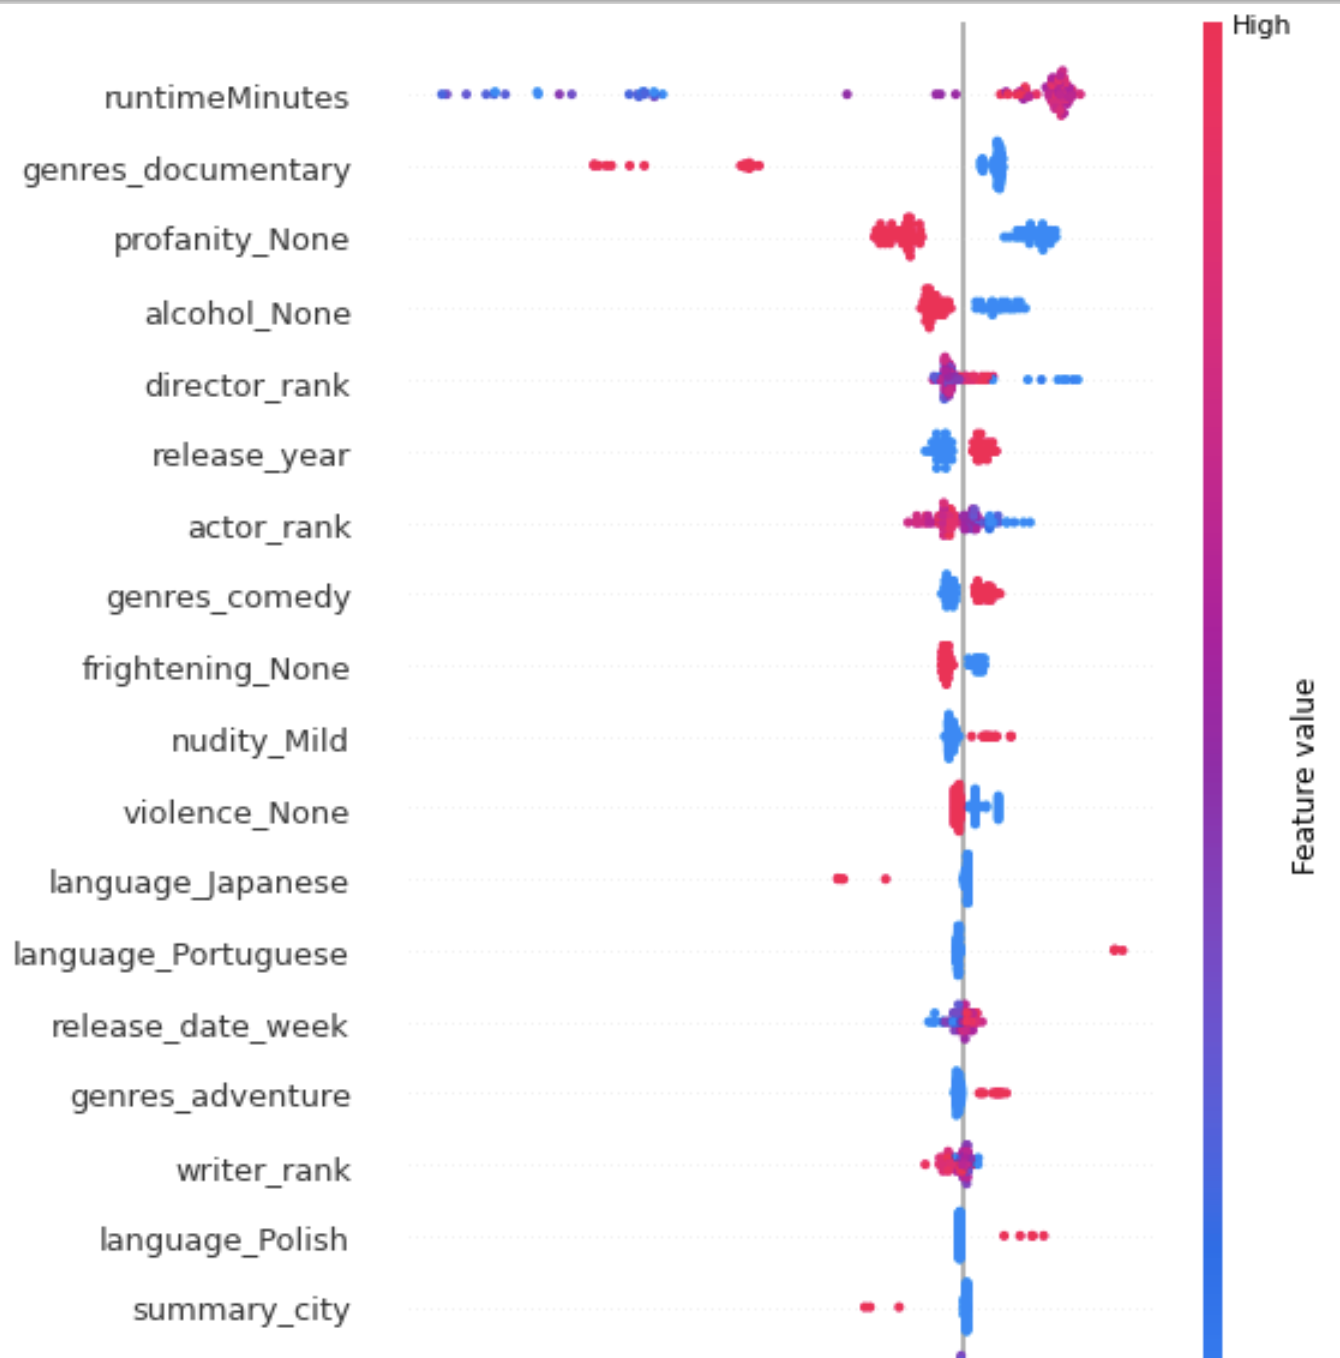 High
runtimeMinutes
genres_documentary
profanity_None
alcohol_None
director_rank
release_year
actor_rank
genres_comedy
frightening_None
nudity_Mild
violence_None
language_Japanese
language_Portuguese
release_date_week
genres_adventure
writer_rank
language_Polish
summary_city
Feature value